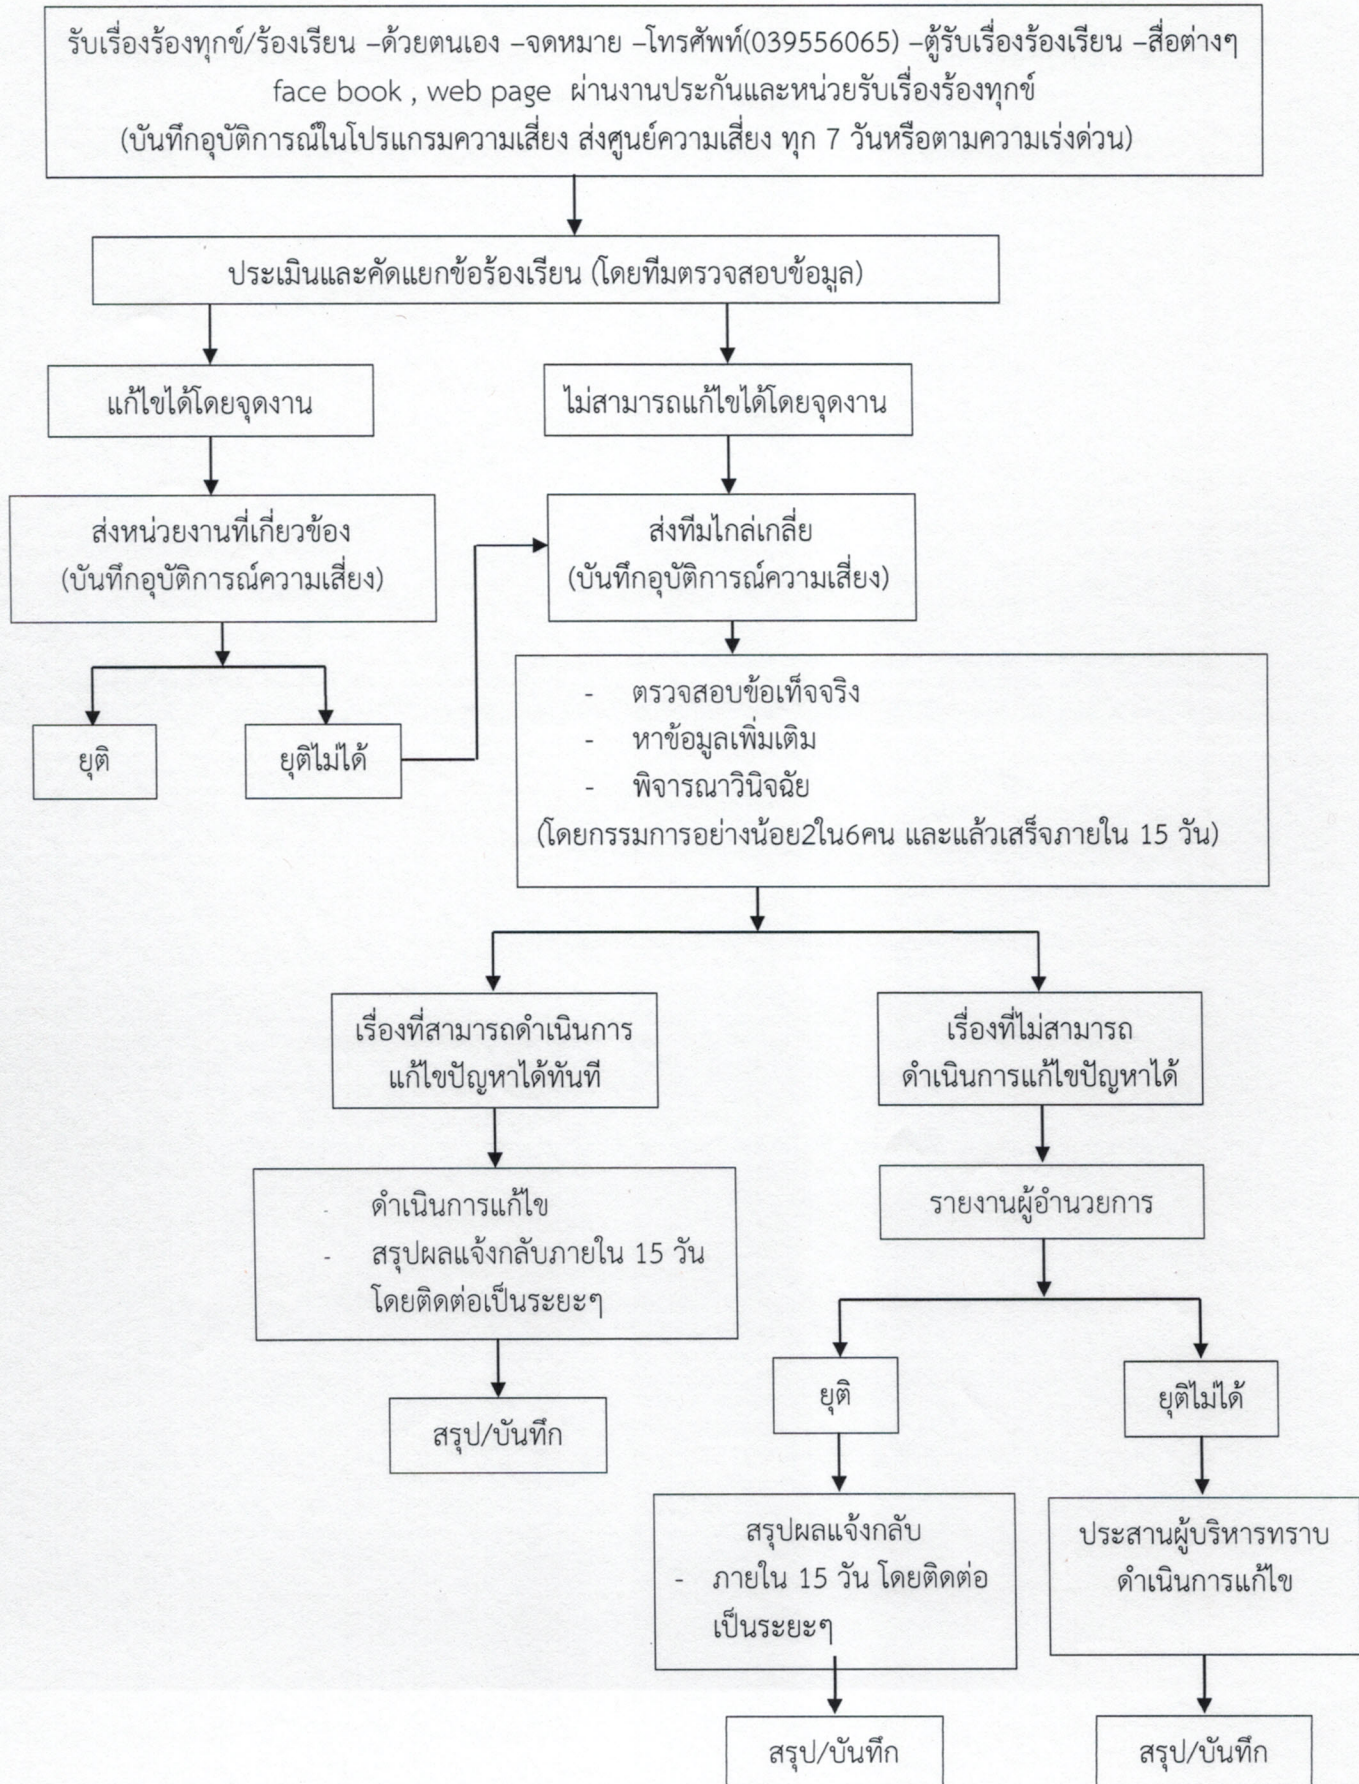 รับเรื่องร้องทุกข์/ร้องเรียน –ด้วยตนเอง –จดหมาย –โทรศัพท์(039556065) –ตู้รับเรื่องร้องเรียน –สื่อต่างๆ
face book , web page ผ่านงานประกันและหน่วยรับเรื่องร้องทุกข์
(บันทึกอุบัติการณ์ในโปรแกรมความเสี่ยง ส่งศูนย์ความเสี่ยง ทุก 7 วันหรือตามความเร่งด่วน)
ประเมินและคัดแยกข้อร้องเรียน (โดยทีมตรวจสอบข้อมูล)
แก้ไขได้โดยจุดงาน
ไม่สามารถแก้ไขได้โดยจุดงาน
ส่งหน่วยงานที่เกี่ยวข้อง
(บันทึกอุบัติการณ์ความเสี่ยง)
ส่งทีมไกล่เกลี่ย
(บันทึกอุบัติการณ์ความเสี่ยง)
ยุติ
ยุติไม่ได้
- ตรวจสอบข้อเท็จจริง
- หาข้อมูลเพิ่มเติม
- พิจารณาวินิจฉัย
(โดยกรรมการอย่างน้อย2ใน6คน และแล้วเสร็จภายใน 15 วัน)
เรื่องที่สามารถดำเนินการ
แก้ไขปัญหาได้ทันที
เรื่องที่ไม่สามารถ
ดำเนินการแก้ไขปัญหาได้
- ดำเนินการแก้ไข
- สรุปผลแจ้งกลับภายใน 15 วัน
โดยติดต่อเป็นระยะๆ
รายงานผู้อำนวยการ
สรุป/บันทึก
ยุติ
ยุติไม่ได้
สรุปผลแจ้งกลับ
- ภายใน 15 วัน โดยติดต่อ
เป็นระยะๆ
ประสานผู้บริหารทราบ
ดำเนินการแก้ไข
สรุป/บันทึก
สรุป/บันทึก